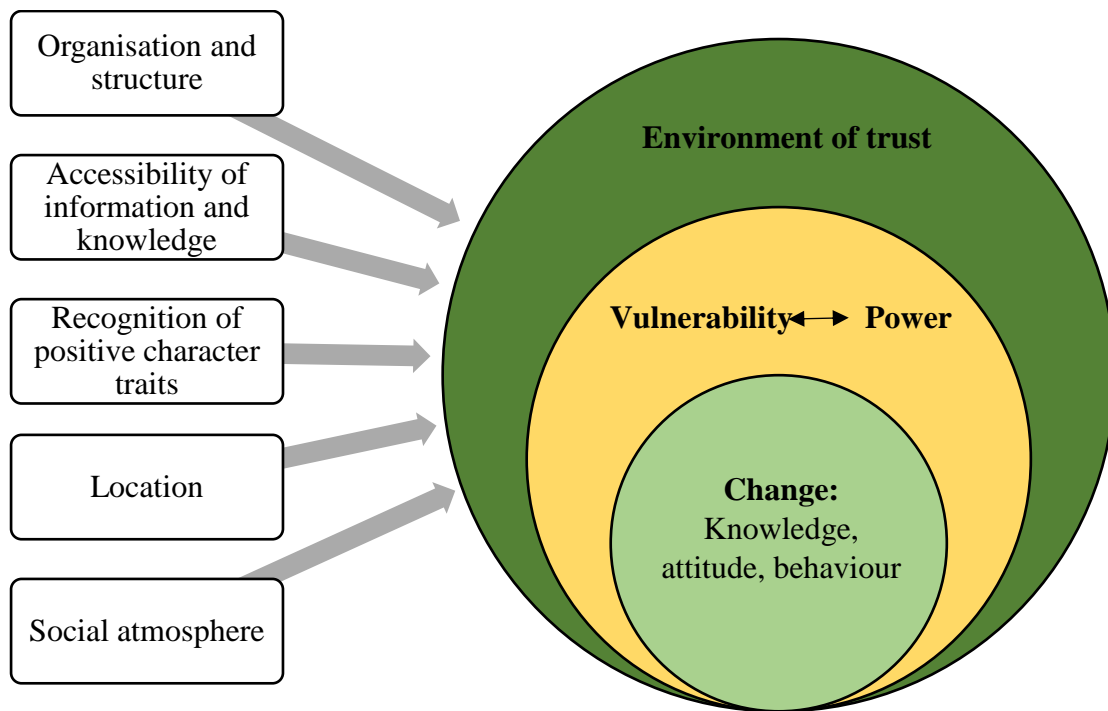 Organisation and
structure
Accessibility of
information and
knowledge
Recognition of
positive character
traits
Location
Social atmosphere
Environment of trust
Vulnerability Power
Change:
Knowledge,
attitude, behaviour